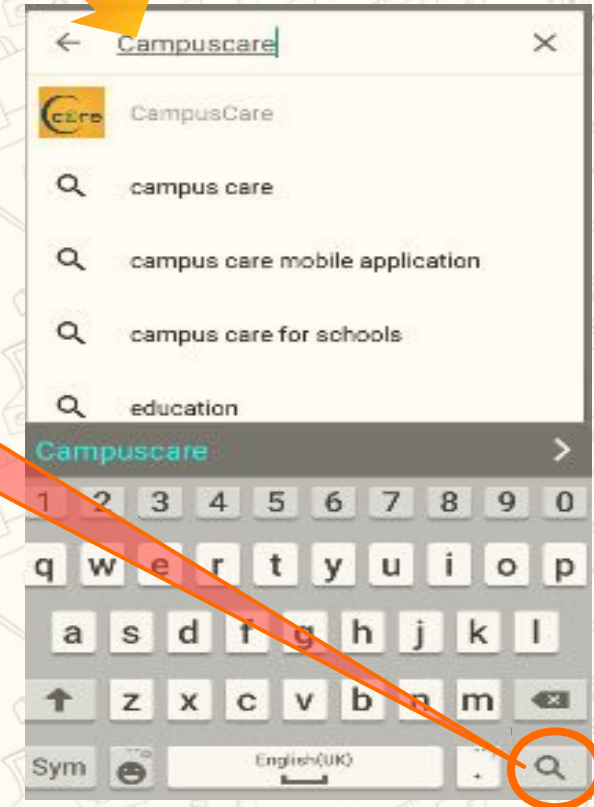 Campuscare
care CampusCare
campus care
campus care mobile application
campus care for schools
education
Campuscare
1 2 3 4 5 6 7 8 9 0
q w e r t y u i o p
a s d f g h j k l
z x c v b n m
Sym English(UK) .